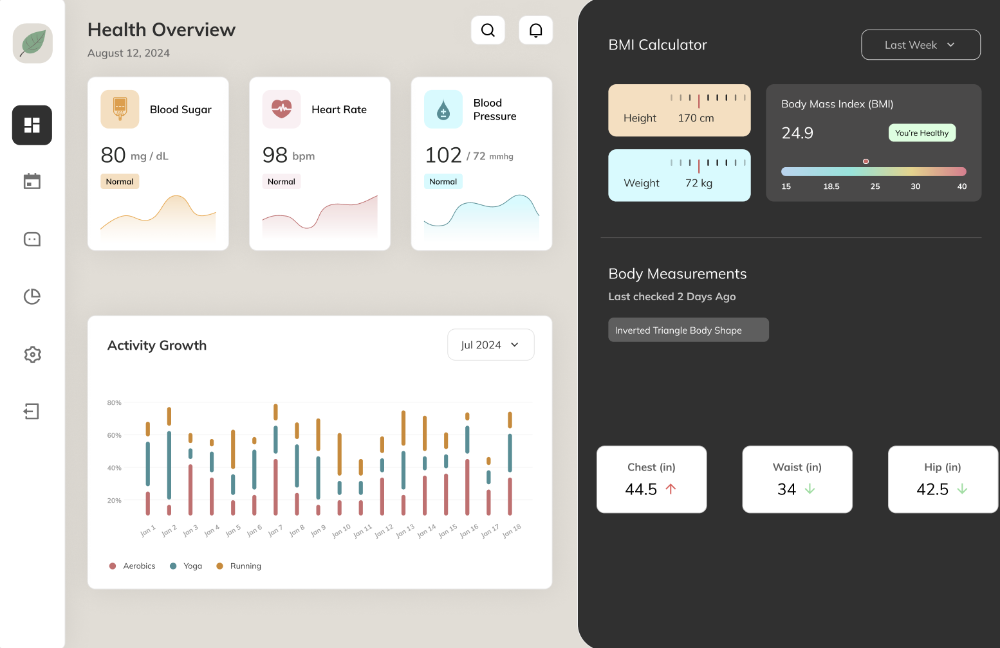 Health Overview
August 12, 2024
Blood Sugar
80 mg / dL
Normal
Heart Rate
98 bpm
Normal
Blood
Pressure
102 / 72 mmhg
Normal
Activity Growth
Jul 2024
80%
60%
40%
20%
Jan 1
Jan 2
Jan 3
Jan 4
Jan 5
Jan 6
Jan 7
Jan 8
Jan 9
Jan 10
Jan 11
Jan 12
Jan 13
Jan 14
Jan 15
Jan 16
Jan 17
Jan 18
Aerobics
Yoga
Running
BMI Calculator
Last Week
Height 170 cm
Weight 72 kg
Body Mass Index (BMI)
24.9
You’re Healthy
15 18.5 25 30 40
Body Measurements
Last checked 2 Days Ago
Inverted Triangle Body Shape
Chest (in)
44.5
Waist (in)
34
Hip (in)
42.5